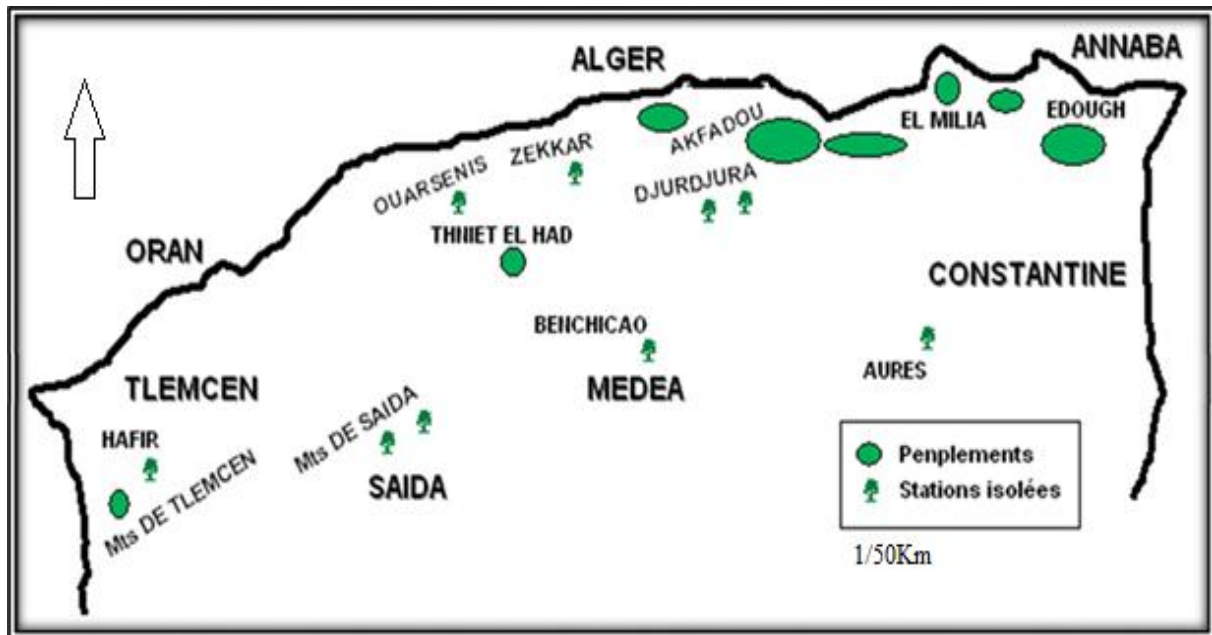 ANNABA
ALGER
EL MILIA
EDOUGH
AKFADOU
ZEKKAR
OUARSENIS
DJURDJURA
THNIET EL HAD
ORAN
CONSTANTINE
BENCHICAO
MEDEA
AURES
TLEMCEN
HAFIR
Mts DE TLEMCEN
Mts DE SAIDA
SAIDA
Penplements
Stations isolées
1/50Km